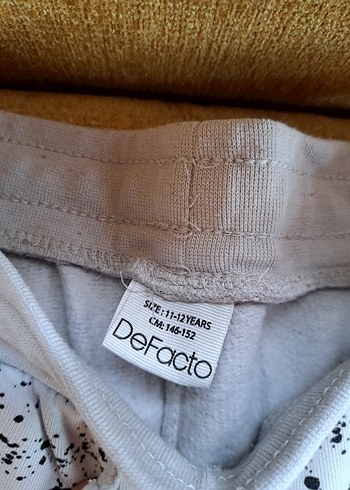 SIZE : 11-12 YEARS
CM: 146-152
DeFacto